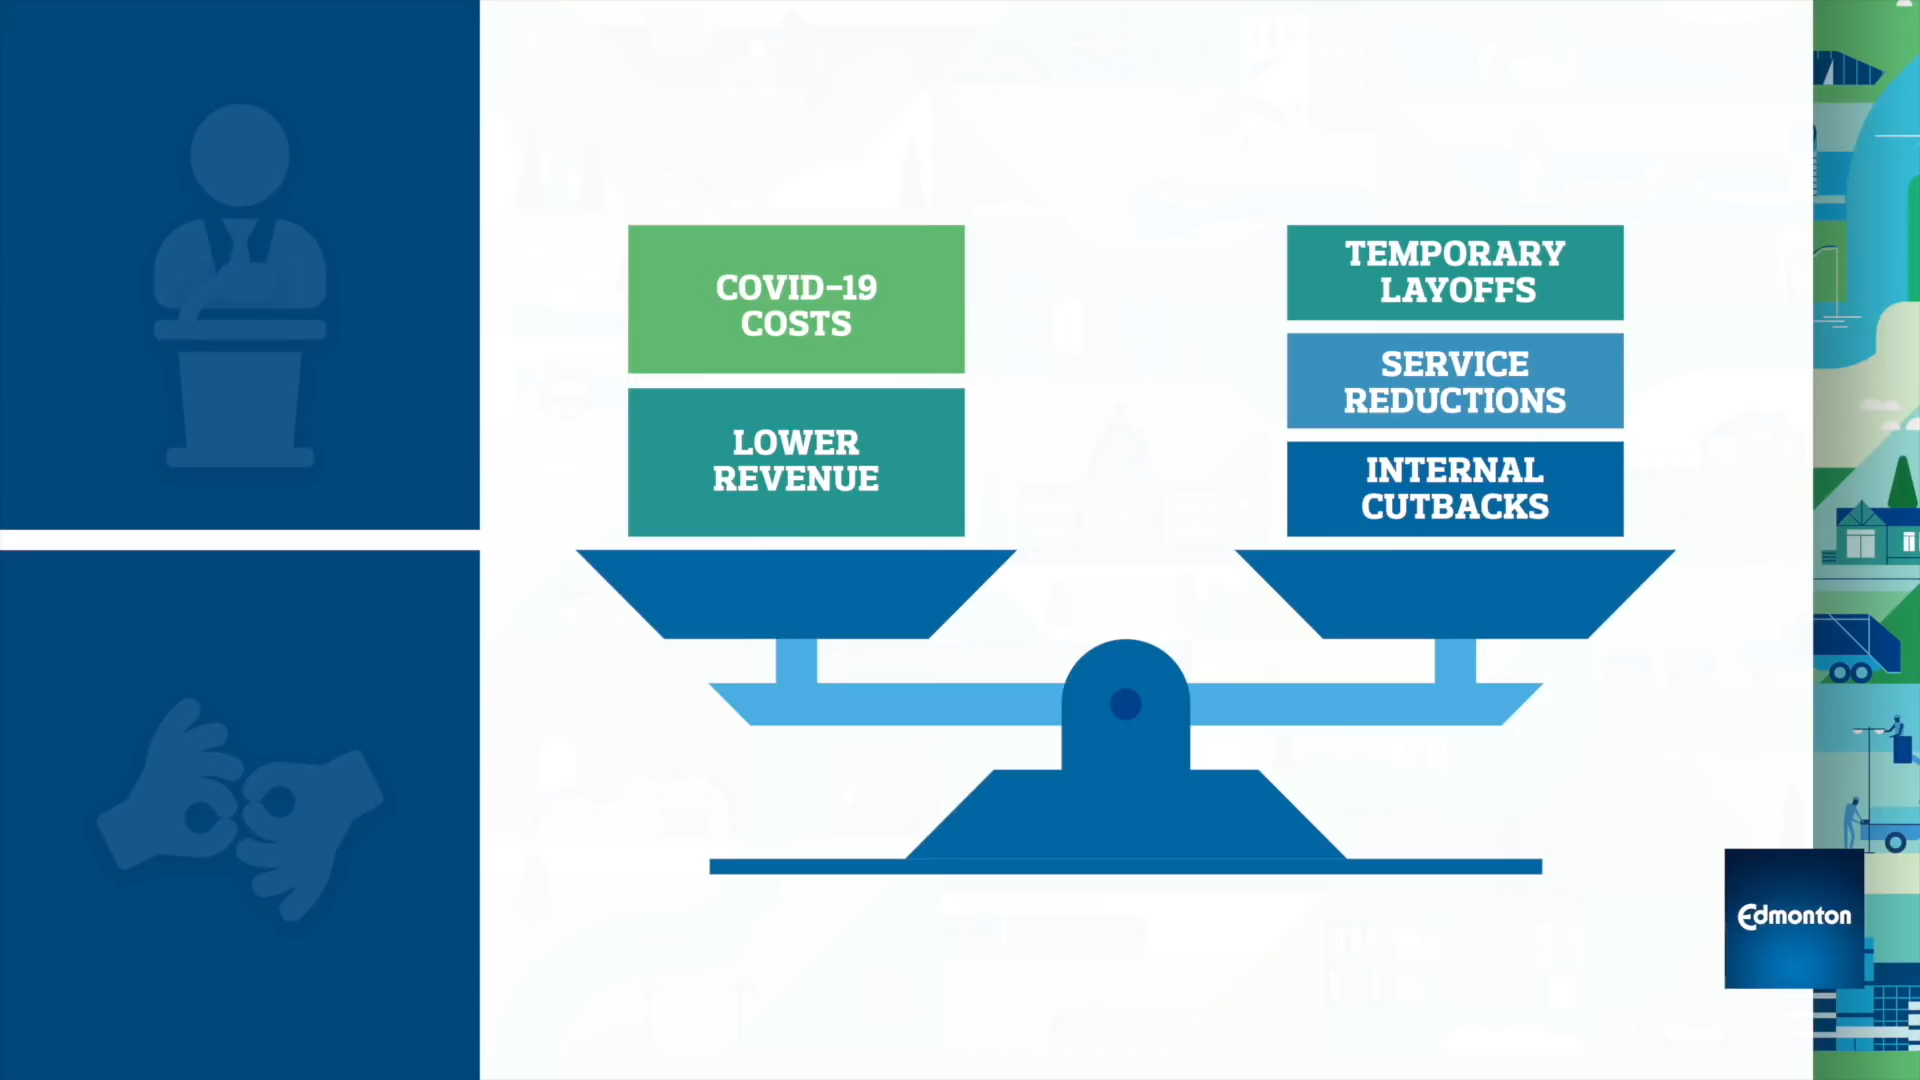 COVID-19
COSTS
LOWER
REVENUE
TEMPORARY
LAYOFFS
SERVICE
REDUCTIONS
INTERNAL
CUTBACKS
Edmonton